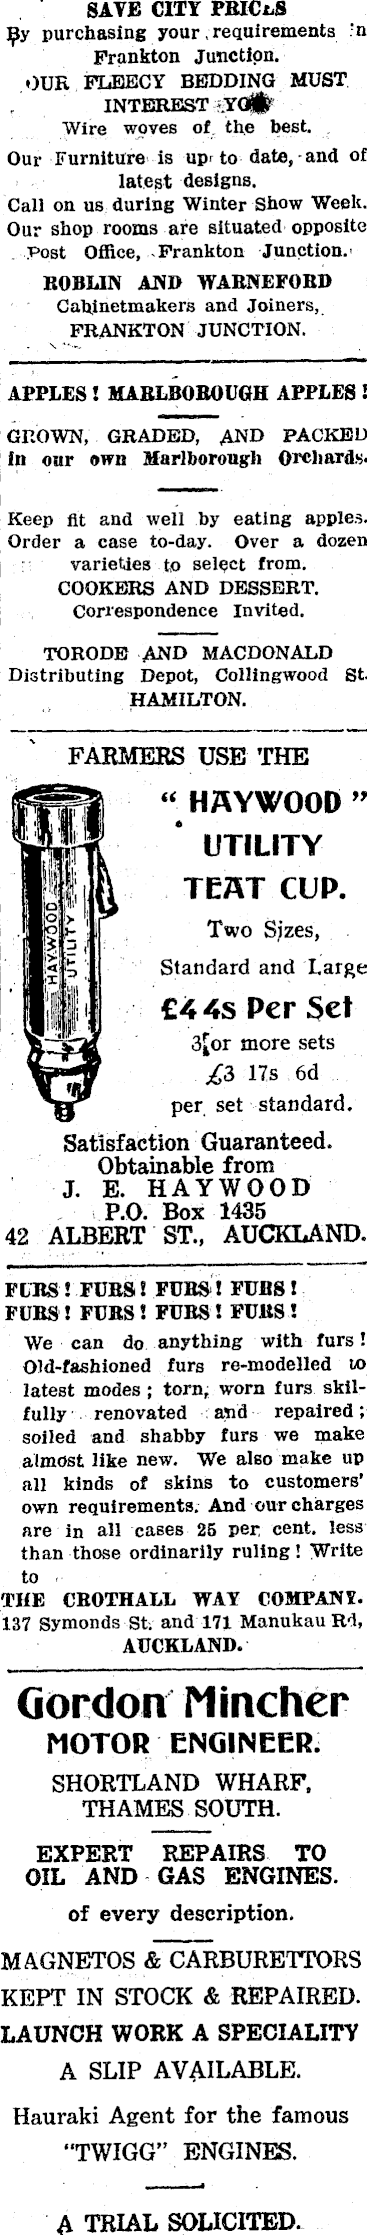 SAVE CITY PRICES
By purchasing your requirements in
Frankton Junction.
OUR FLEECY BEDDING MUST
INTEREST YOU
Wire woves of the best.
Our Furniture is up to date, and of
latest designs.
Call on us during Winter Show Week.
Our shop rooms are situated opposite
Post Office, Frankton Junction.
ROBLIN AND WARNEFORD
Cabinetmakers and Joiners,
FRANKTON JUNCTION.
APPLES! MARLBOROUGH APPLES!
GROWN, GRADED, AND PACKED
in our own Marlborough Orchards.
Keep fit and well by eating apples.
Order a case to-day. Over a dozen
varieties to select from.
COOKERS AND DESSERT.
Correspondence Invited.
TORODE AND MACDONALD
Distributing Depot, Collingwood St.
HAMILTON.
FARMERS USE THE
"HAYWOOD"
UTILITY
TEAT CUP.
HAYWOOD
UTILITY
Two Sizes,
Standard and Large
£4 4s Per Set
3 for more sets
£3 17s 6d
per set standard.
Satisfaction Guaranteed.
Obtainable from
J. E. HAYWOOD
P.O. Box 1435
42 ALBERT ST., AUCKLAND.
FURS! FURS! FURS! FURS!
FURS! FURS! FURS! FURS!
We can do anything with furs!
Old-fashioned furs re-modelled to
latest modes; torn, worn furs skil-
fully renovated and repaired;
soiled and shabby furs we make
almost like new. We also make up
all kinds of skins to customers'
own requirements. And our charges
are in all cases 25 per cent. less
than those ordinarily ruling! Write
to
THE CROTHALL WAY COMPANY.
137 Symonds St. and 171 Manukau Rd,
AUCKLAND.
Gordon Mincher
MOTOR ENGINEER.
SHORTLAND WHARF,
THAMES SOUTH.
EXPERT REPAIRS TO
OIL AND GAS ENGINES.
of every description.
MAGNETOS & CARBURETTORS
KEPT IN STOCK & REPAIRED.
LAUNCH WORK A SPECIALITY
A SLIP AVAILABLE.
Hauraki Agent for the famous
"TWIGG" ENGINES.
A TRIAL SOLICITED.